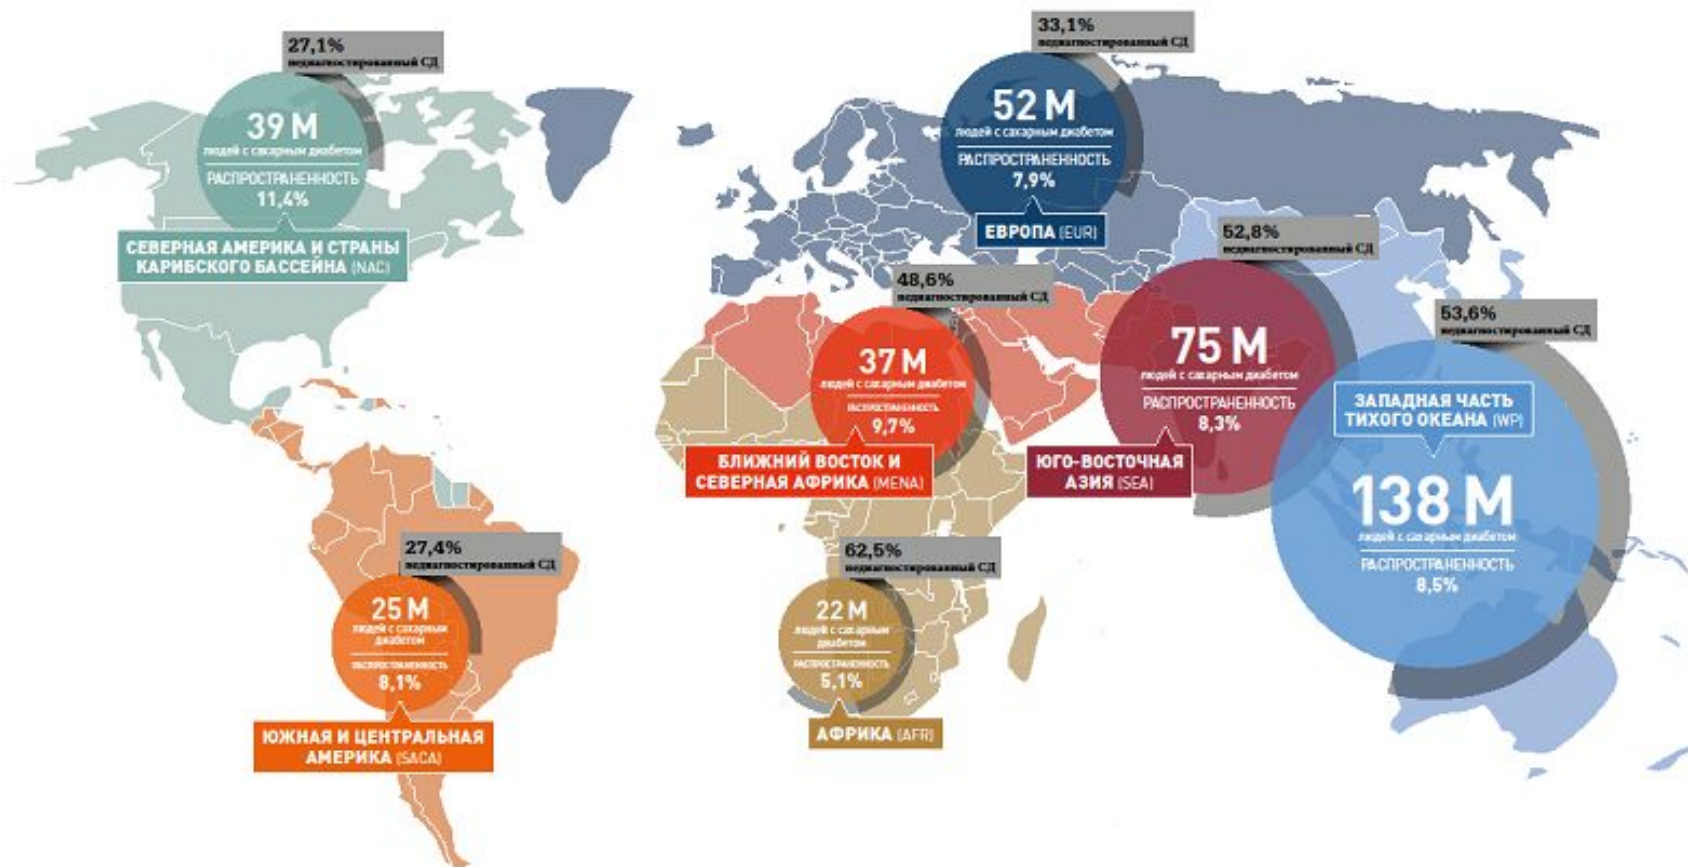 27,1%
недиагностированный СД
39 М
людей с сахарным диабетом
РАСПРОСТРАНЕННОСТЬ
11,4%
СЕВЕРНАЯ АМЕРИКА И СТРАНЫ
КАРИБСКОГО БАССЕЙНА (NAC)
33,1%
недиагностированный СД
52 М
людей с сахарным диабетом
РАСПРОСТРАНЕННОСТЬ
7,9%
ЕВРОПА (EUR)
48,6%
недиагностированный СД
37 М
людей с сахарным диабетом
РАСПРОСТРАНЕННОСТЬ
9,7%
БЛИЖНИЙ ВОСТОК И
СЕВЕРНАЯ АФРИКА (MENA)
52,8%
недиагностированный СД
75 М
людей с сахарным диабетом
РАСПРОСТРАНЕННОСТЬ
8,3%
ЮГО-ВОСТОЧНАЯ
АЗИЯ (SEA)
53,6%
недиагностированный СД
ЗАПАДНАЯ ЧАСТЬ
ТИХОГО ОКЕАНА (WP)
138 М
людей с сахарным диабетом
РАСПРОСТРАНЕННОСТЬ
8,5%
27,4%
недиагностированный СД
25 М
людей с сахарным
диабетом
РАСПРОСТРАНЕННОСТЬ
8,1%
ЮЖНАЯ И ЦЕНТРАЛЬНАЯ
АМЕРИКА (SACA)
62,5%
недиагностированный СД
22 М
людей с сахарным
диабетом
РАСПРОСТРАНЕННОСТЬ
5,1%
АФРИКА (AFR)